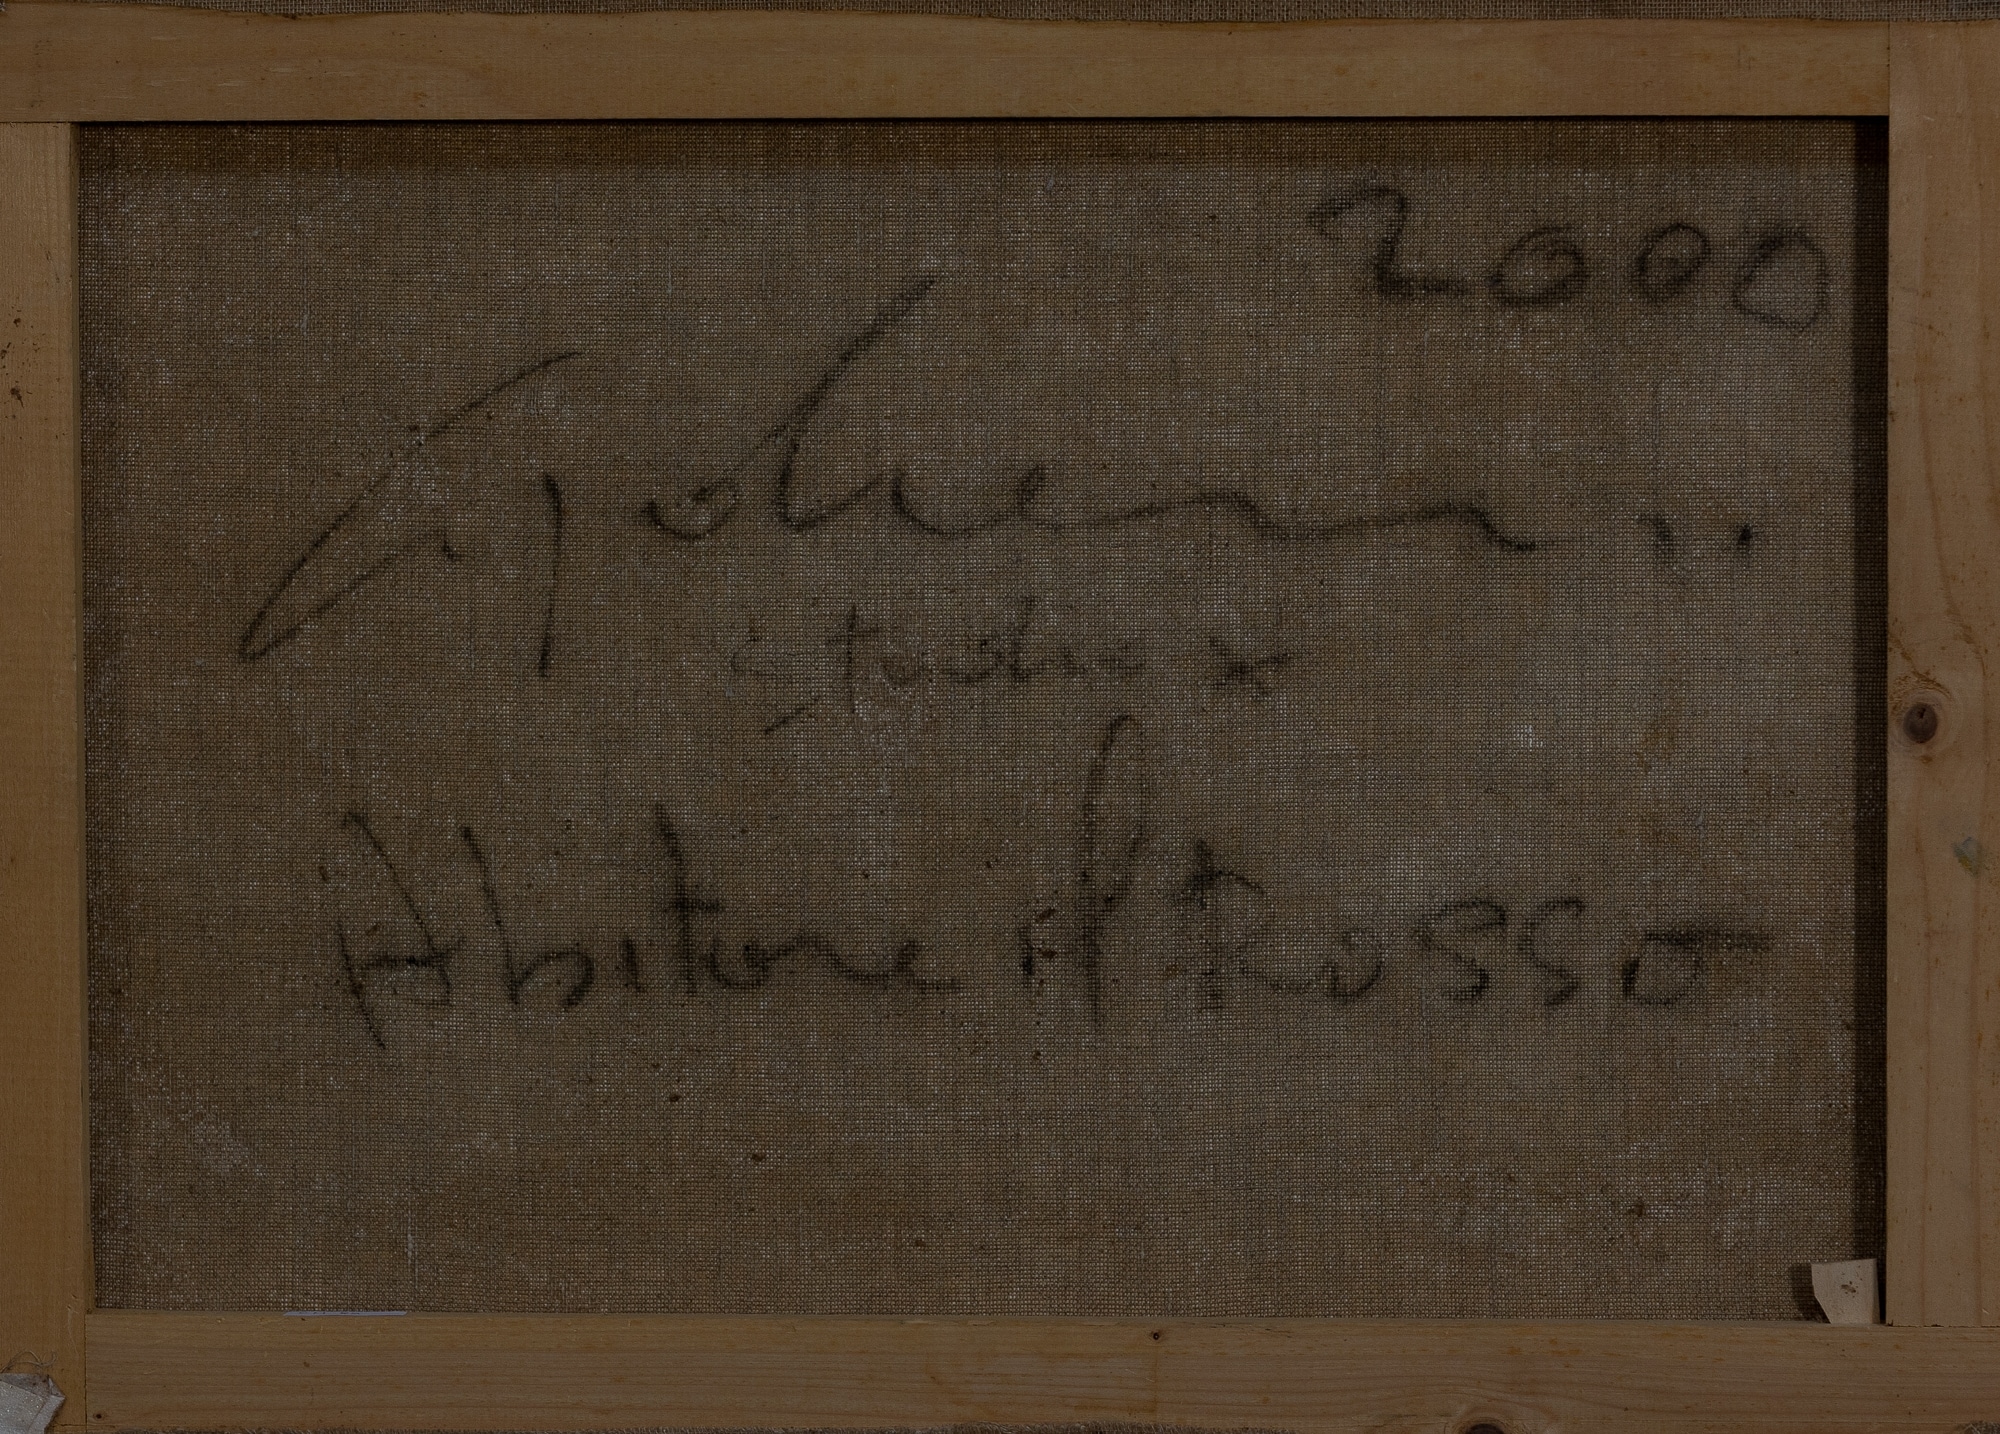 2000
studio x
Abitare il Rosso